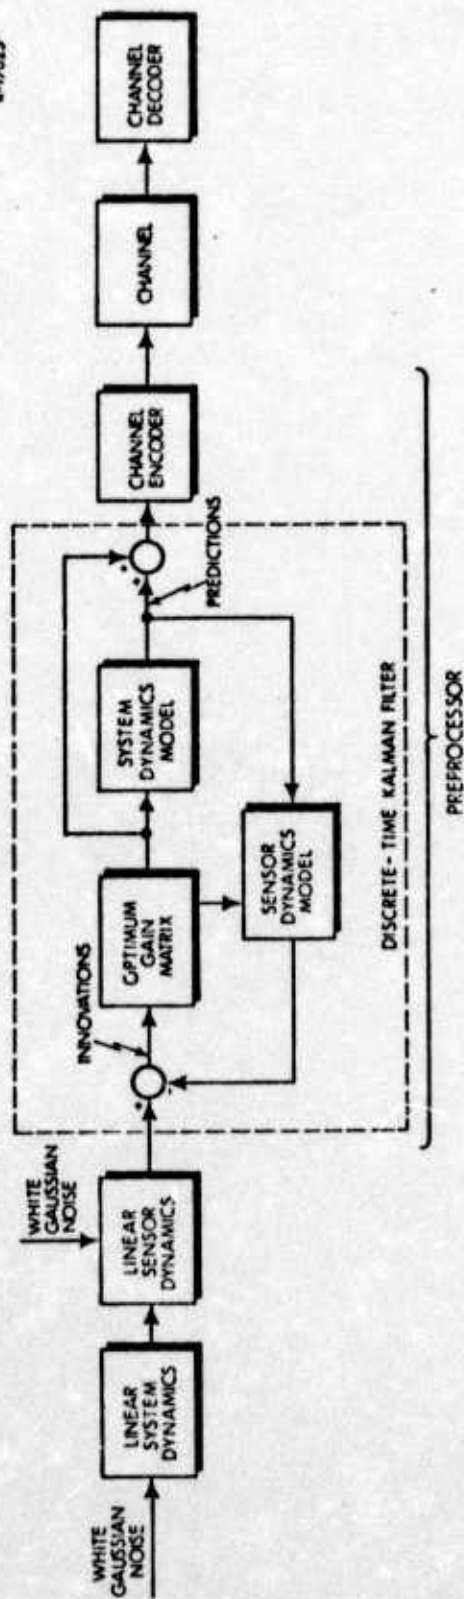 WHITE
GAUSSIAN
NOISE
LINEAR
SYSTEM
DYNAMICS
WHITE
GAUSSIAN
NOISE
LINEAR
SENSOR
DYNAMICS
INNOVATIONS
OPTIMUM
GAIN
MATRIX
SYSTEM
DYNAMICS
MODEL
SENSOR
DYNAMICS
MODEL
PREDICTIONS
DISCRETE-TIME KALMAN FILTER
PREPROCESSOR
CHANNEL
ENCODER
CHANNEL
CHANNEL
DECODER